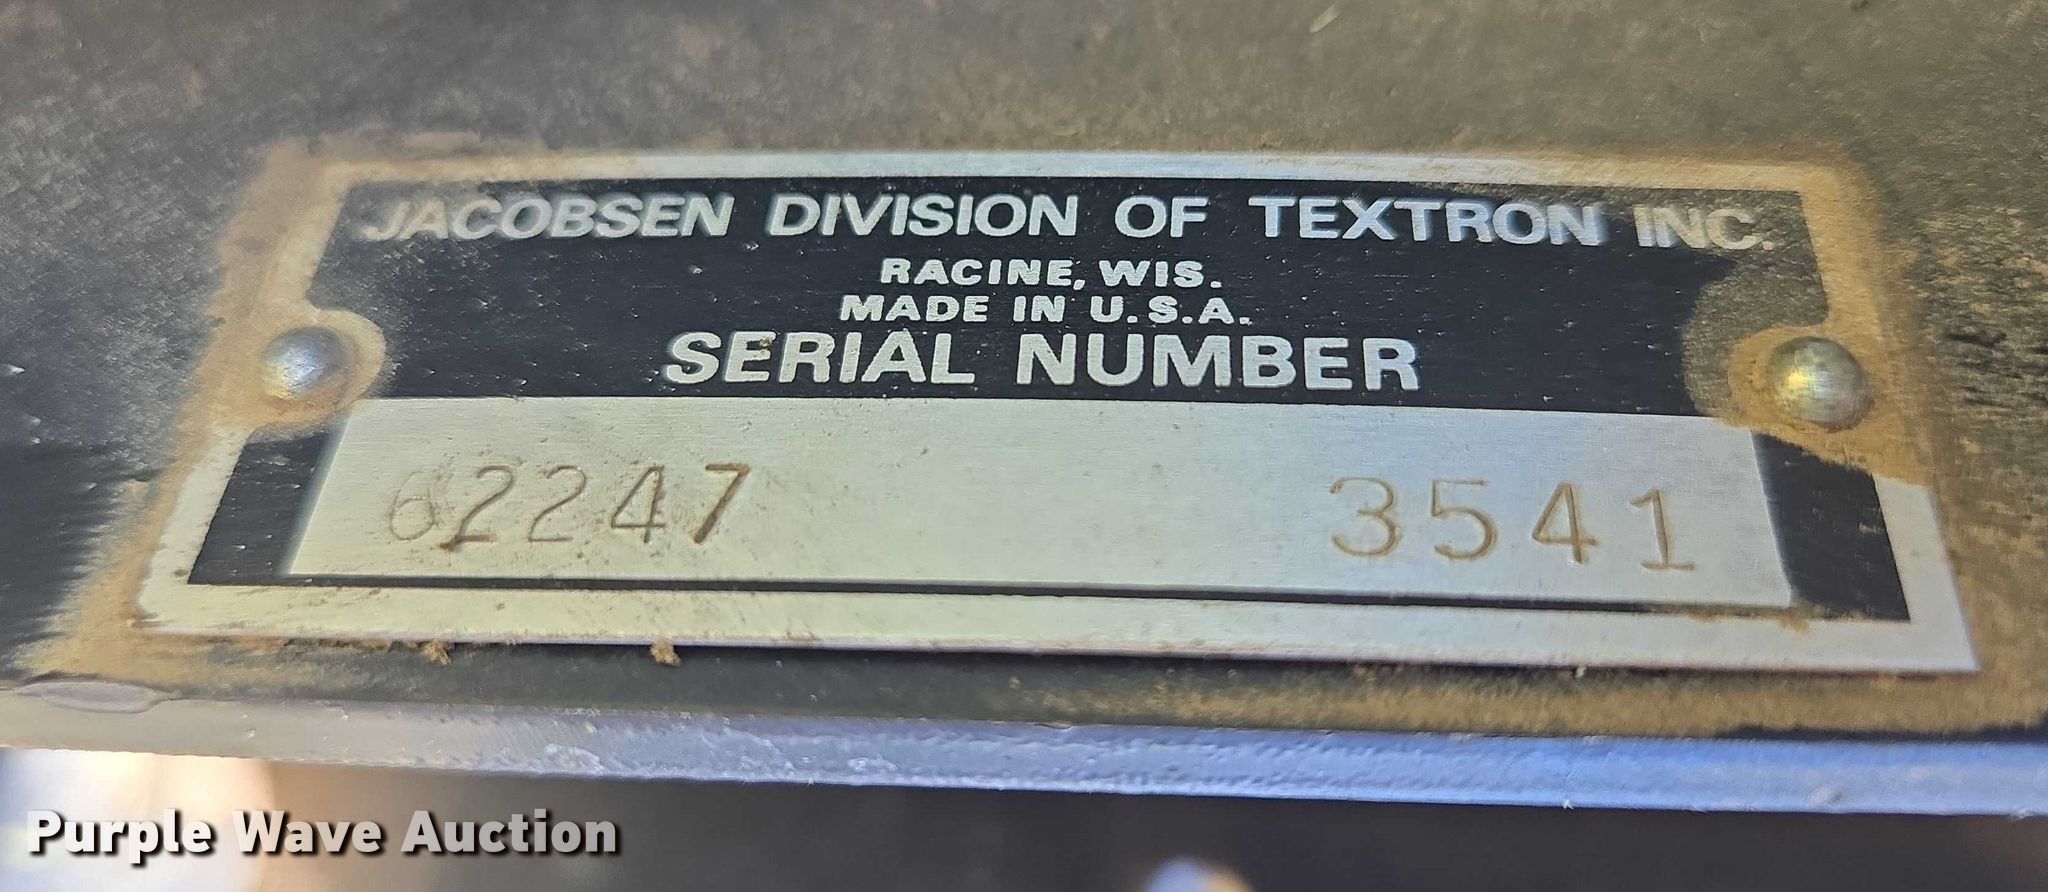 JACOBSEN DIVISION OF TEXTRON INC.
RACINE, WIS.
MADE IN U.S.A.
SERIAL NUMBER
62247 3541
Purple Wave Auction